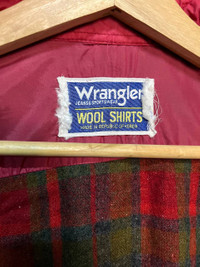 Wrangler
JEANS & SPORTSWEAR
WOOL SHIRTS
MADE IN REPUBLIC OF KOREA